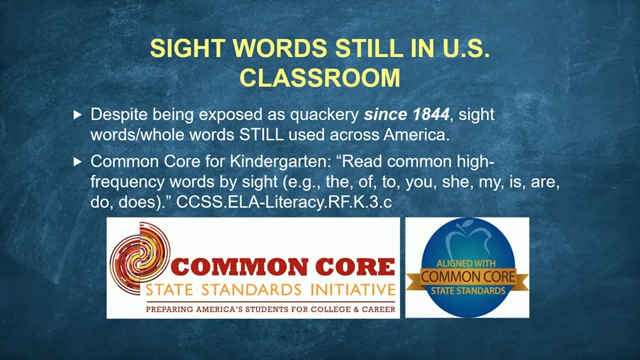 SIGHT WORDS STILL IN U.S.
CLASSROOM
Despite being exposed as quackery since 1844, sight
words/whole words STILL used across America.
Common Core for Kindergarten: “Read common high-
frequency words by sight (e.g., the, of, to, you, she, my, is, are,
do, does).” CCSS.ELA-Literacy.RF.K.3.c
COMMON CORE
STATE STANDARDS INITIATIVE
PREPARING AMERICA'S STUDENTS FOR COLLEGE & CAREER
ALIGNED WITH
COMMON CORE
STATE STANDARDS